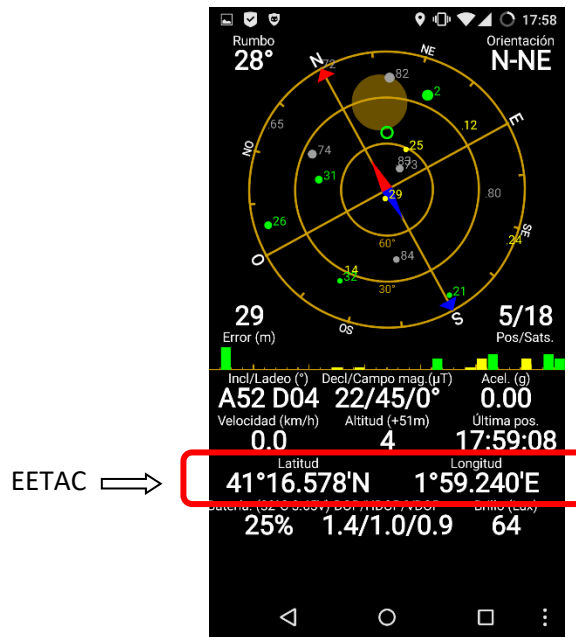 17:58
Rumbo
28°
Orientación
N-NE
N
NE
E
SE
S
SO
O
NO
72
82
2
.65
.12
74
.25
31
83
73
29
.80
26
.24
84
.14
32
21
60°
30°
29
Error (m)
5/18
Pos/Sats.
Incl/Ladeo (°) Decl/Campo mag.(µT) Acel. (g)
A52 D04 22/45/0° 0.00
Velocidad (km/h) Altitud (+51m) Última pos.
0.0 4 17:59:08
Latitud Longitud
EETAC 41°16.578'N 1°59.240'E
25% 1.4/1.0/0.9 64